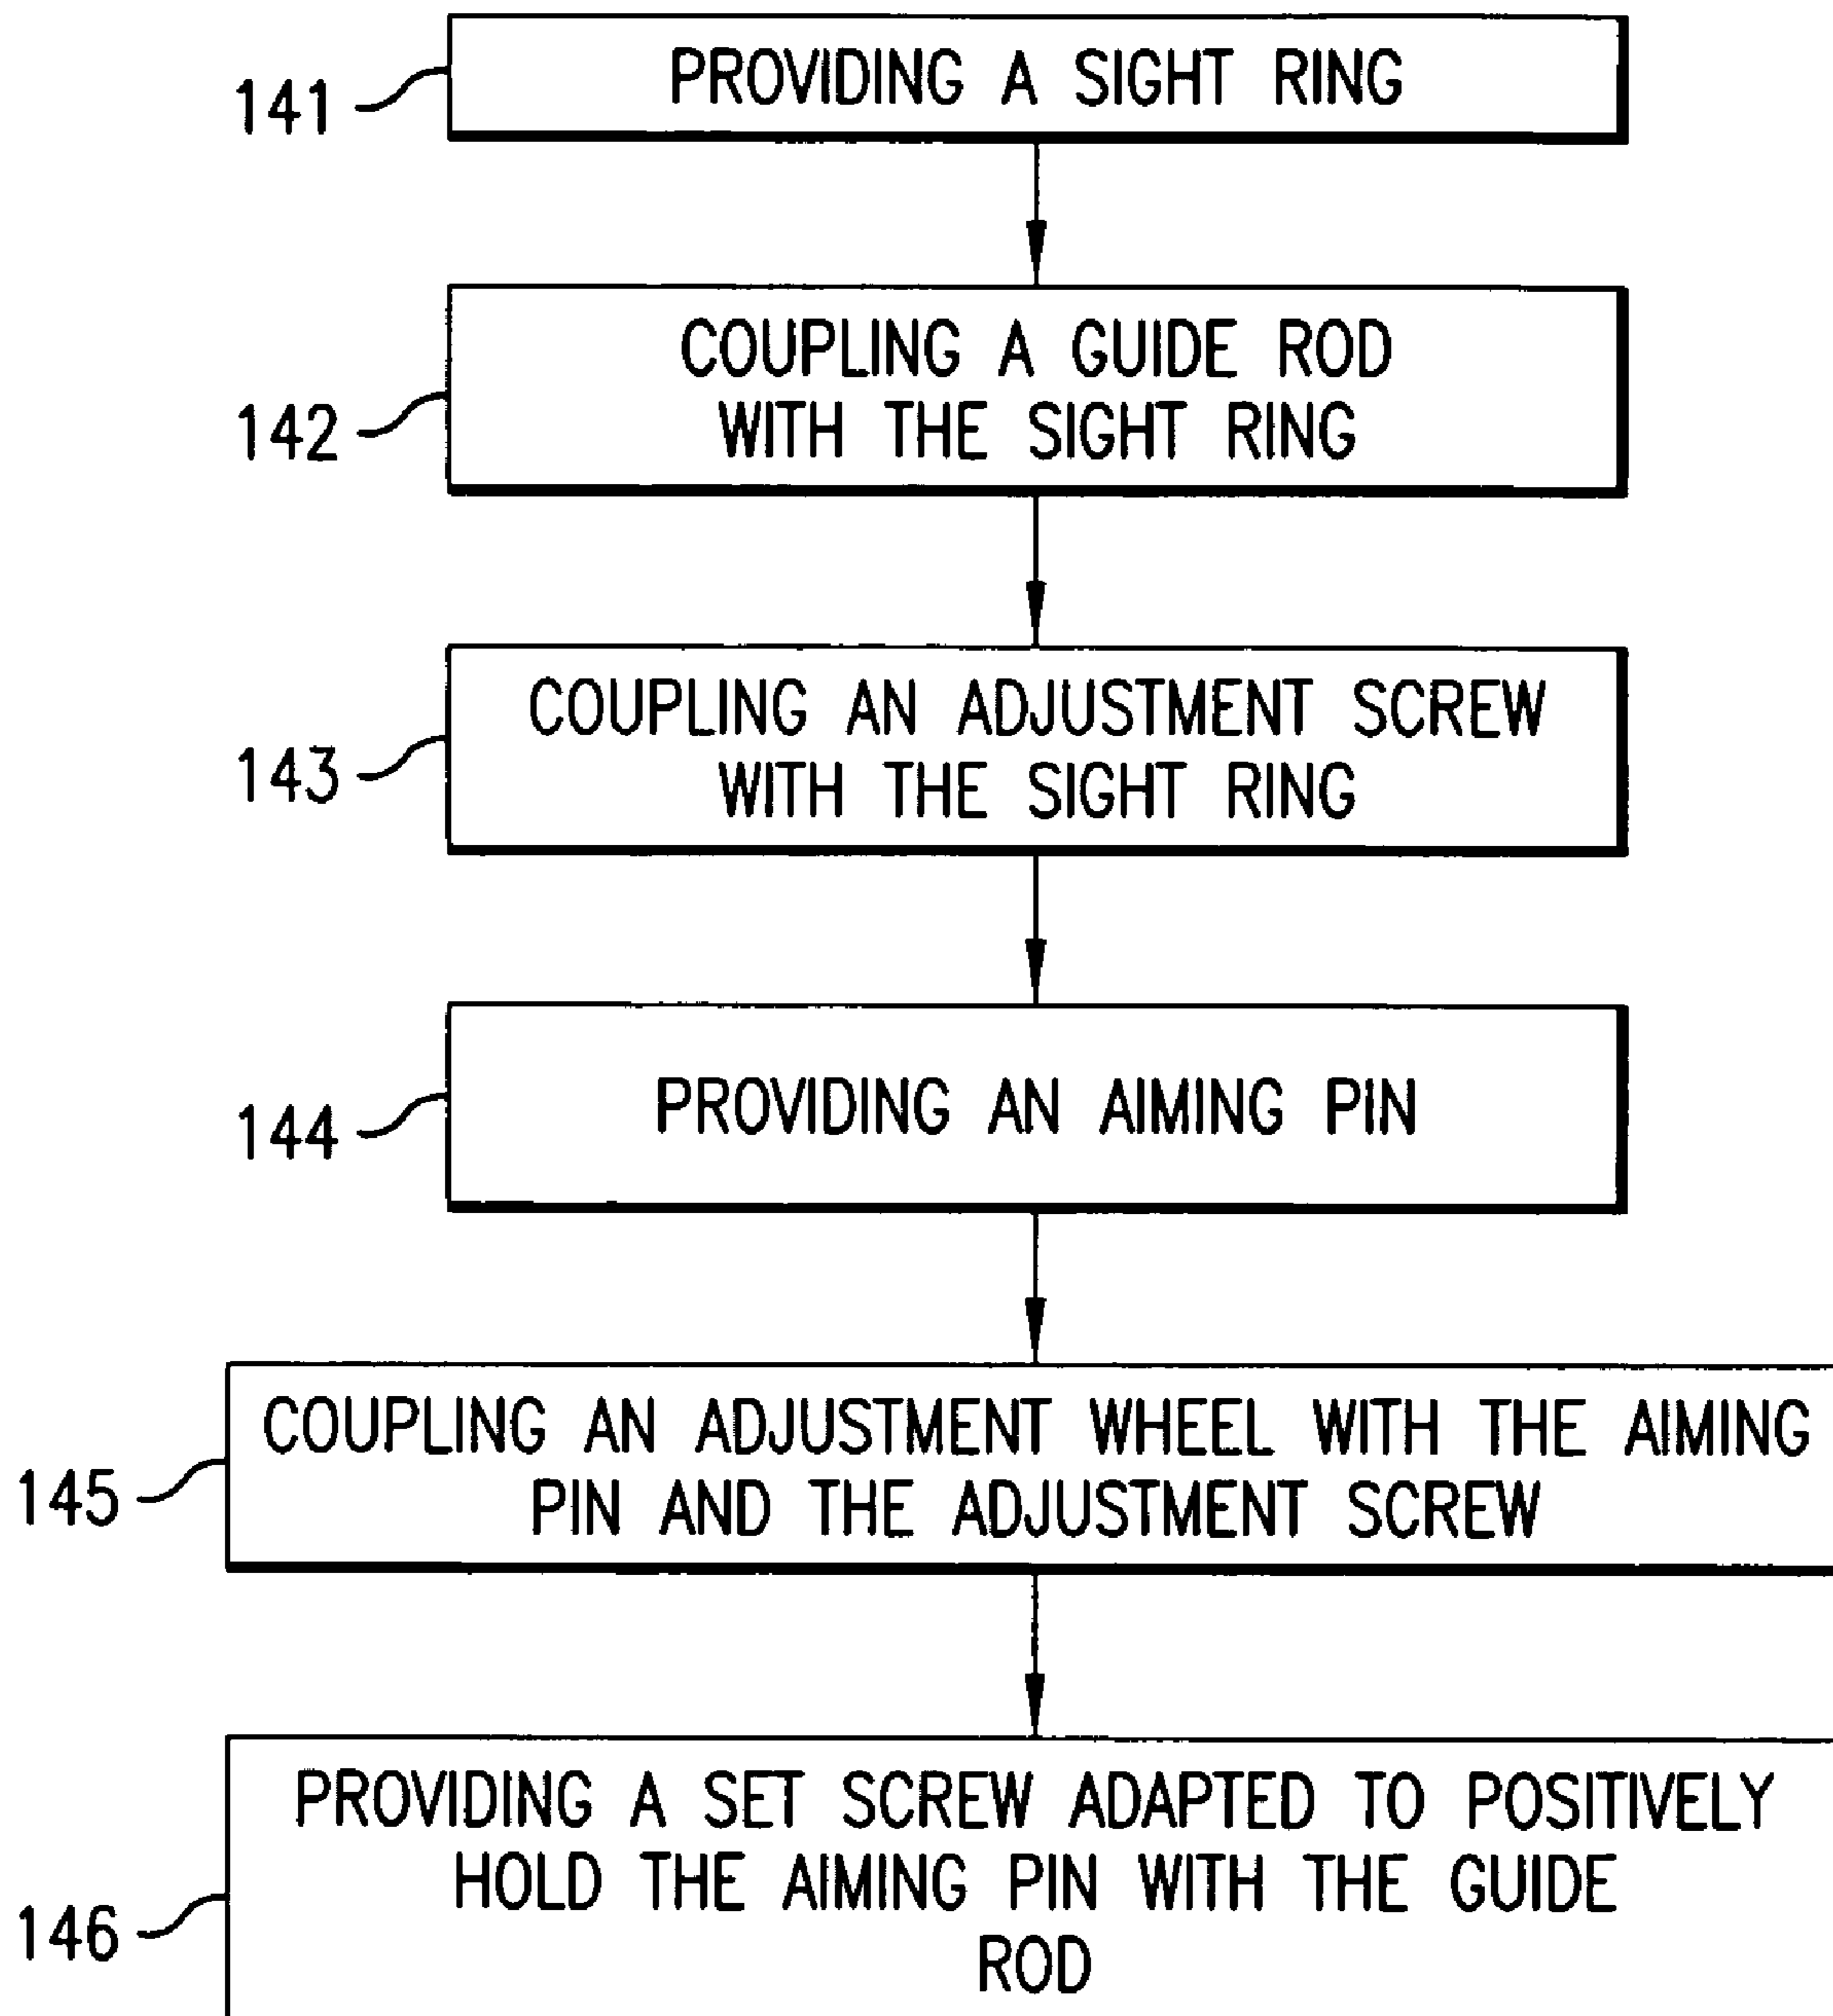 141
PROVIDING A SIGHT RING
142
COUPLING A GUIDE ROD
WITH THE SIGHT RING
143
COUPLING AN ADJUSTMENT SCREW
WITH THE SIGHT RING
144
PROVIDING AN AIMING PIN
145
COUPLING AN ADJUSTMENT WHEEL WITH THE AIMING
PIN AND THE ADJUSTMENT SCREW
146
PROVIDING A SET SCREW ADAPTED TO POSITIVELY
HOLD THE AIMING PIN WITH THE GUIDE
ROD